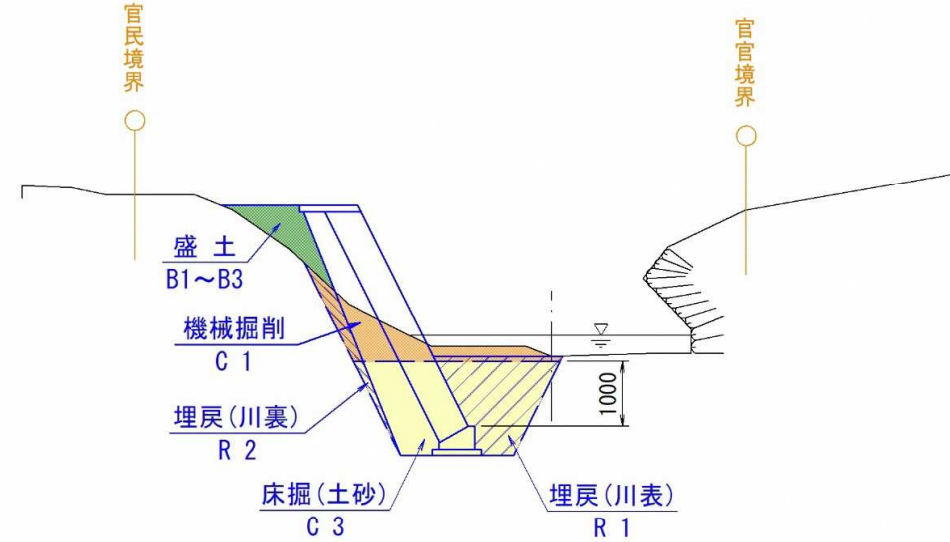 官民境界
官官境界
盛 土
B1～B3
機械掘削
C 1
埋戻(川裏)
R 2
床掘(土砂)
C 3
埋戻(川表)
R 1
1000